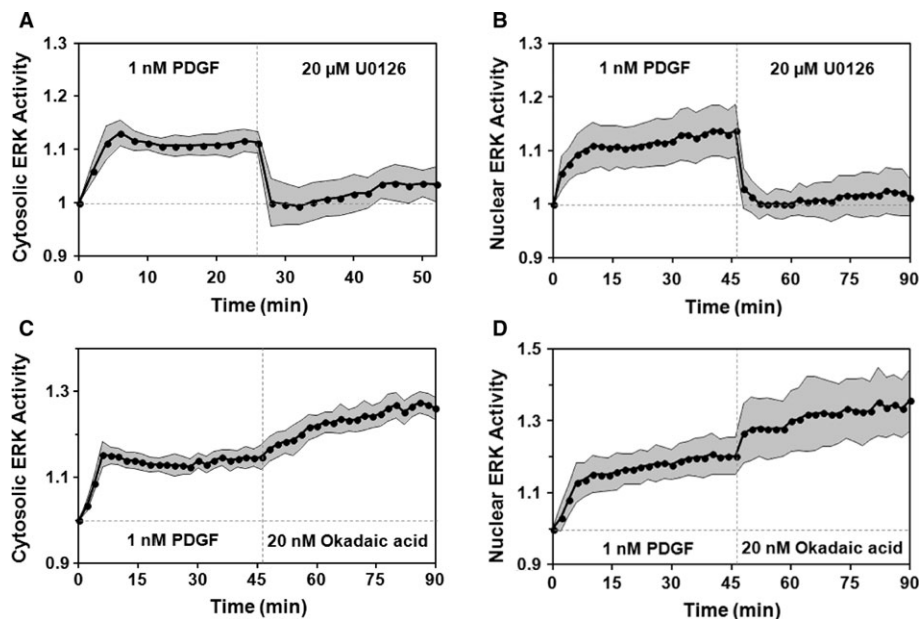 A
Cytosolic ERK Activity
1.3
1.2
1.1
1
0.9
1 nM PDGF
20 µM U0126
0
10
20
30
40
50
Time (min)
B
Nuclear ERK Activity
1.3
1.2
1.1
1
0.9
1 nM PDGF
20 µM U0126
0
15
30
45
60
75
90
Time (min)
C
Cytosolic ERK Activity
1.3
1.1
0.9
1 nM PDGF
20 nM Okadaic acid
0
15
30
45
60
75
90
Time (min)
D
Nuclear ERK Activity
1.5
1.3
1.1
0.9
1 nM PDGF
20 nM Okadaic acid
0
15
30
45
60
75
90
Time (min)